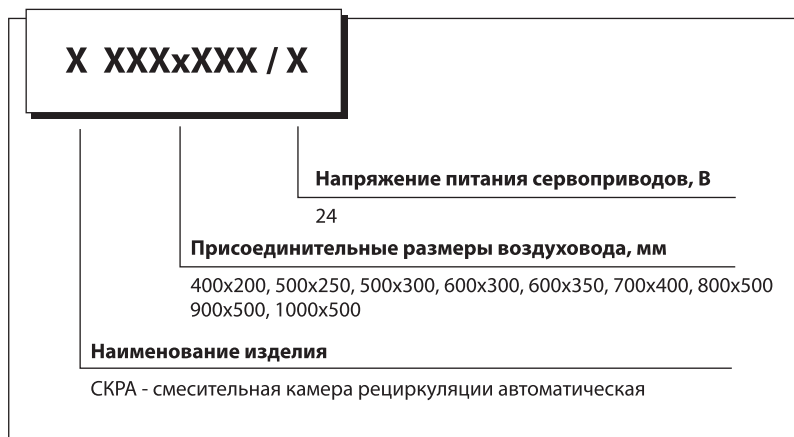 X XXXxXXX / X
Напряжение питания сервоприводов, В
24
Присоединительные размеры воздуховода, мм
400x200, 500x250, 500x300, 600x300, 600x350, 700x400, 800x500
900x500, 1000x500
Наименование изделия
СКРА - смесительная камера рециркуляции автоматическая